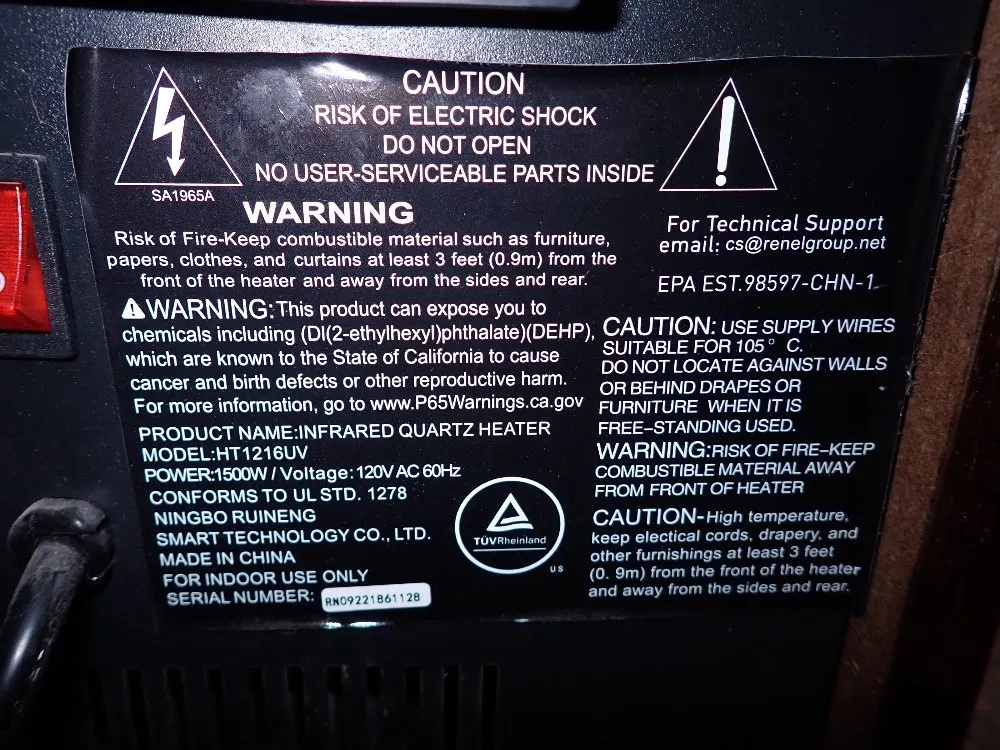 CAUTION
RISK OF ELECTRIC SHOCK
DO NOT OPEN
NO USER-SERVICEABLE PARTS INSIDE
SA1965A
WARNING
Risk of Fire-Keep combustible material such as furniture,
papers, clothes, and curtains at least 3 feet (0.9m) from the
front of the heater and away from the sides and rear.
WARNING: This product can expose you to
chemicals including (DI(2-ethylhexyl)phthalate)(DEHP),
which are known to the State of California to cause
cancer and birth defects or other reproductive harm.
For more information, go to www.P65Warnings.ca.gov
PRODUCT NAME:INFRARED QUARTZ HEATER
MODEL:HT1216UV
POWER:1500W / Voltage: 120V AC 60Hz
CONFORMS TO UL STD. 1278
NINGBO RUINENG
SMART TECHNOLOGY CO., LTD.
MADE IN CHINA
FOR INDOOR USE ONLY
SERIAL NUMBER: RN09221861128
TÜVRheinland
US
For Technical Support
email: cs@renelgroup.net
EPA EST.98597-CHN-1
CAUTION: USE SUPPLY WIRES
SUITABLE FOR 105° C.
DO NOT LOCATE AGAINST WALLS
OR BEHIND DRAPES OR
FURNITURE WHEN IT IS
FREE-STANDING USED.
WARNING:RISK OF FIRE-KEEP
COMBUSTIBLE MATERIAL AWAY
FROM FRONT OF HEATER
CAUTION-High temperature,
keep electical cords, drapery, and
other furnishings at least 3 feet
(0. 9m) from the front of the heater
and away from the sides and rear.